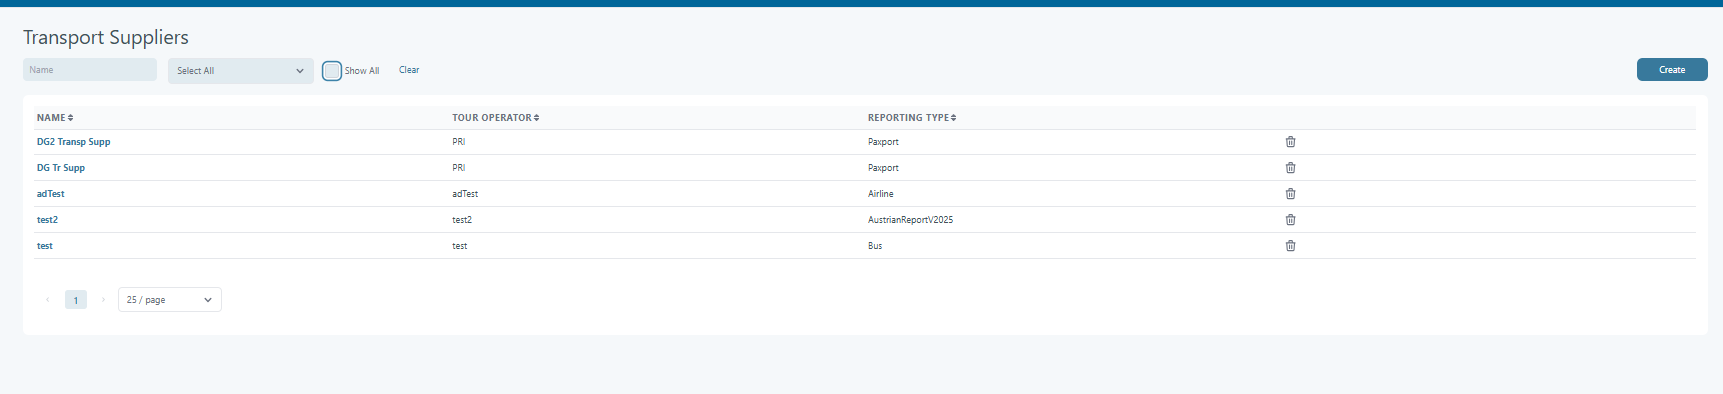 Transport Suppliers
Name Select All Show All Clear Create
NAME TOUR OPERATOR REPORTING TYPE
DG2 Transp Supp PRI Paxport
DG Tr Supp PRI Paxport
adTest adTest Airline
test2 test2 AustrianReportV2025
test test Bus
1 25 / page